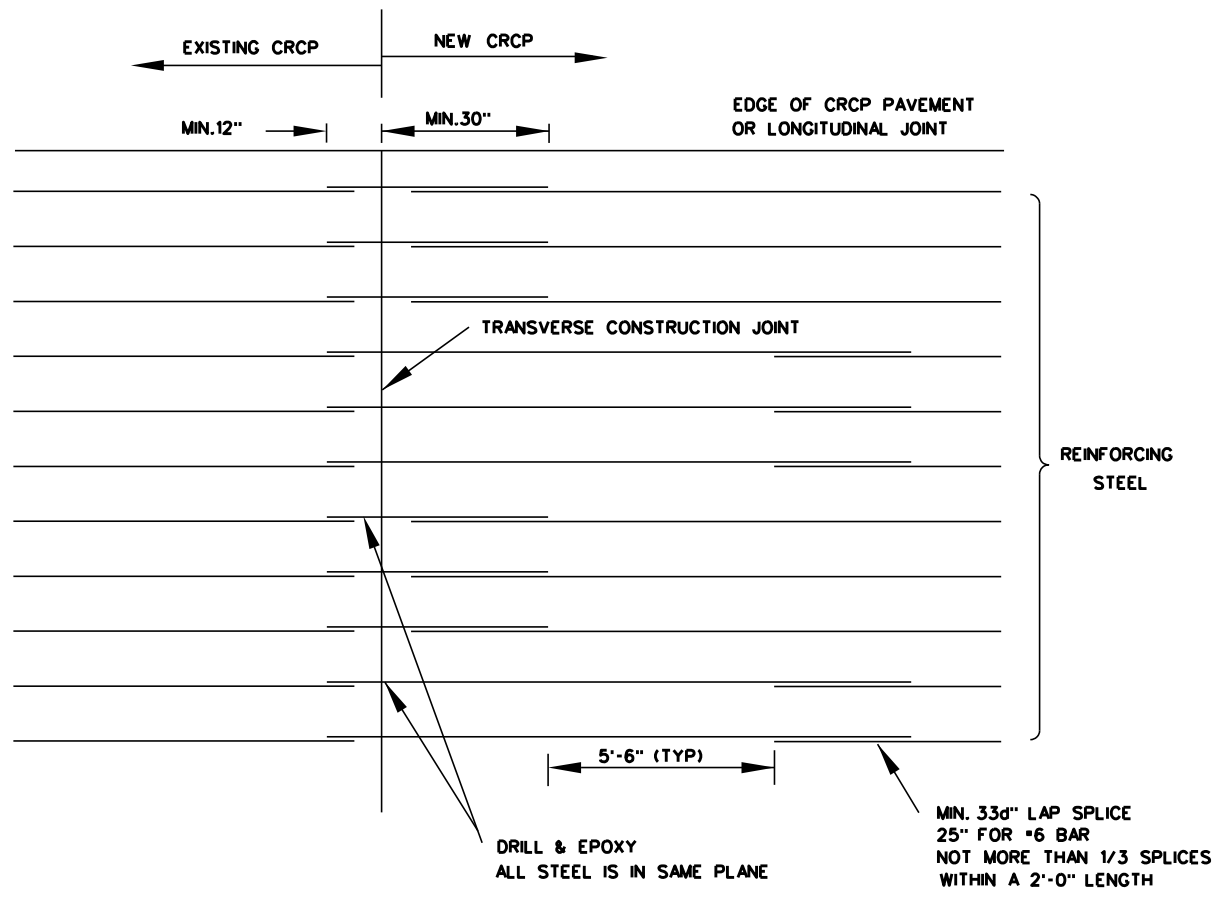 EXISTING CRCP
NEW CRCP
MIN.12"
MIN.30"
EDGE OF CRCP PAVEMENT
OR LONGITUDINAL JOINT
TRANSVERSE CONSTRUCTION JOINT
REINFORCING
STEEL
5'-6" (TYP)
DRILL & EPOXY
ALL STEEL IS IN SAME PLANE
MIN. 33d" LAP SPLICE
25" FOR #6 BAR
NOT MORE THAN 1/3 SPLICES
WITHIN A 2'-0" LENGTH